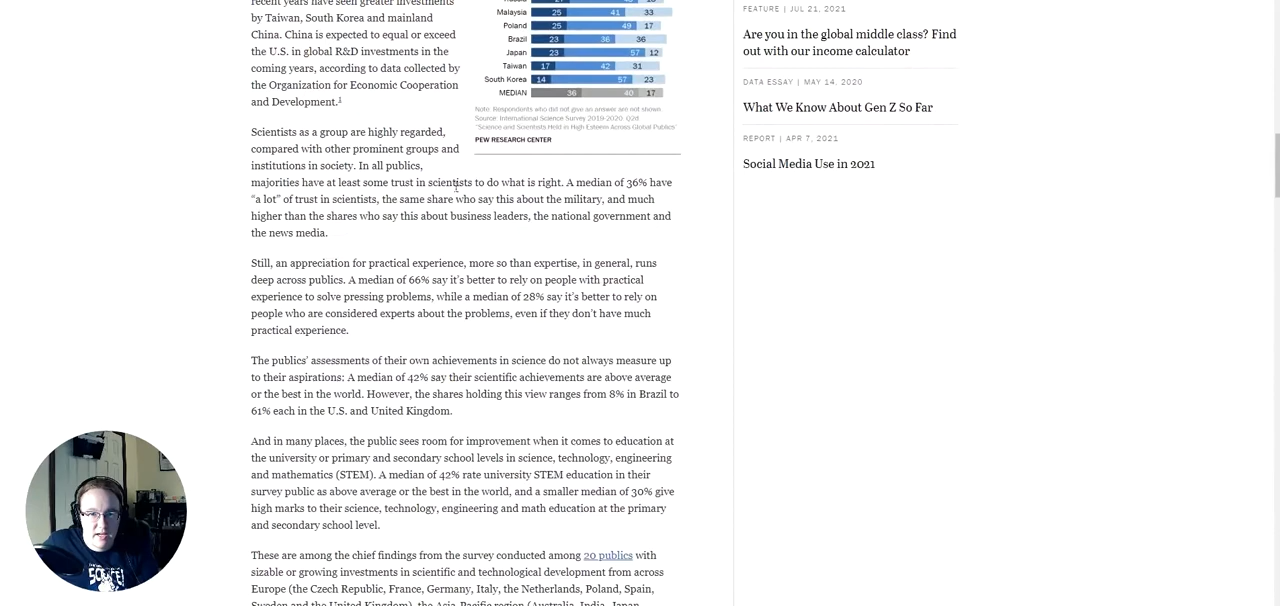 recent years have seen greater investments
by Taiwan, South Korea and mainland
China. China is expected to equal or exceed
the U.S. in global R&D investments in the
coming years, according to data collected by
the Organization for Economic Cooperation
and Development.1
Malaysia 25 41 33
Poland 25 49 17
Brazil 23 36 36
Japan 23 57 12
Taiwan 17 42 31
South Korea 14 57 23
MEDIAN 36 40 17
Note: Respondents who did not give an answer are not shown.
Source: International Science Survey 2019-2020. Q2d.
"Science and Scientists Held in High Esteem Across Global Publics"
PEW RESEARCH CENTER
Scientists as a group are highly regarded,
compared with other prominent groups and
institutions in society. In all publics,
majorities have at least some trust in scientists to do what is right. A median of 36% have
“a lot” of trust in scientists, the same share who say this about the military, and much
higher than the shares who say this about business leaders, the national government and
the news media.
Still, an appreciation for practical experience, more so than expertise, in general, runs
deep across publics. A median of 66% say it’s better to rely on people with practical
experience to solve pressing problems, while a median of 28% say it’s better to rely on
people who are considered experts about the problems, even if they don’t have much
practical experience.
The publics’ assessments of their own achievements in science do not always measure up
to their aspirations: A median of 42% say their scientific achievements are above average
or the best in the world. However, the shares holding this view ranges from 8% in Brazil to
61% each in the U.S. and United Kingdom.
And in many places, the public sees room for improvement when it comes to education at
the university or primary and secondary school levels in science, technology, engineering
and mathematics (STEM). A median of 42% rate university STEM education in their
survey public as above average or the best in the world, and a smaller median of 30% give
high marks to their science, technology, engineering and math education at the primary
and secondary school level.
These are among the chief findings from the survey conducted among 20 publics with
sizable or growing investments in scientific and technological development from across
Europe (the Czech Republic, France, Germany, Italy, the Netherlands, Poland, Spain,
Sweden and the United Kingdom), the Asia-Pacific region (Australia, India, Japan,
FEATURE | JUL 21, 2021
Are you in the global middle class? Find
out with our income calculator
DATA ESSAY | MAY 14, 2020
What We Know About Gen Z So Far
REPORT | APR 7, 2021
Social Media Use in 2021